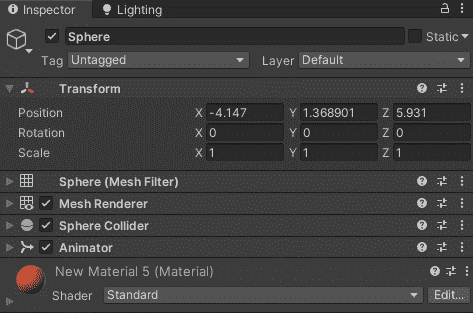 Inspector Lighting
Sphere Static
Tag Untagged Layer Default
Transform
Position X -4.147 Y 1.368901 Z 5.931
Rotation X 0 Y 0 Z 0
Scale X 1 Y 1 Z 1
Sphere (Mesh Filter)
Mesh Renderer
Sphere Collider
Animator
New Material 5 (Material)
Shader Standard Edit...